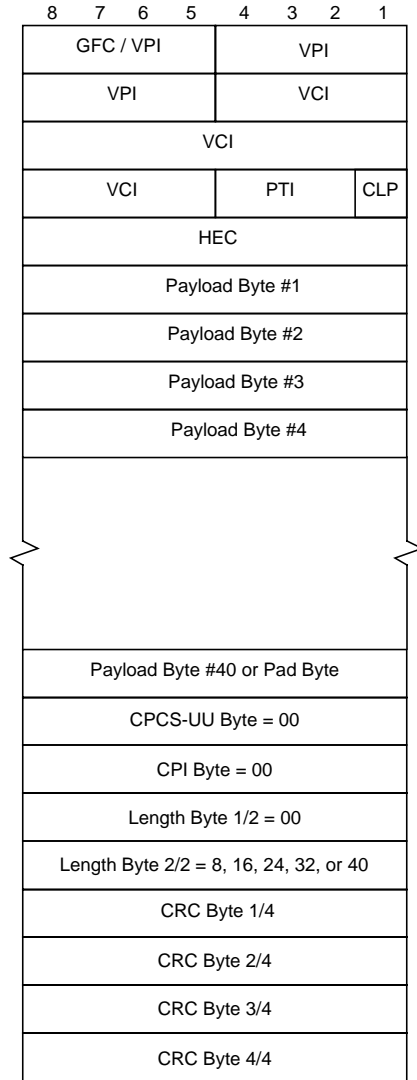 8 7 6 5 4 3 2 1
GFC / VPI VPI
VPI VCI
VCI
VCI PTI CLP
HEC
Payload Byte #1
Payload Byte #2
Payload Byte #3
Payload Byte #4
Payload Byte #40 or Pad Byte
CPCS-UU Byte = 00
CPI Byte = 00
Length Byte 1/2 = 00
Length Byte 2/2 = 8, 16, 24, 32, or 40
CRC Byte 1/4
CRC Byte 2/4
CRC Byte 3/4
CRC Byte 4/4